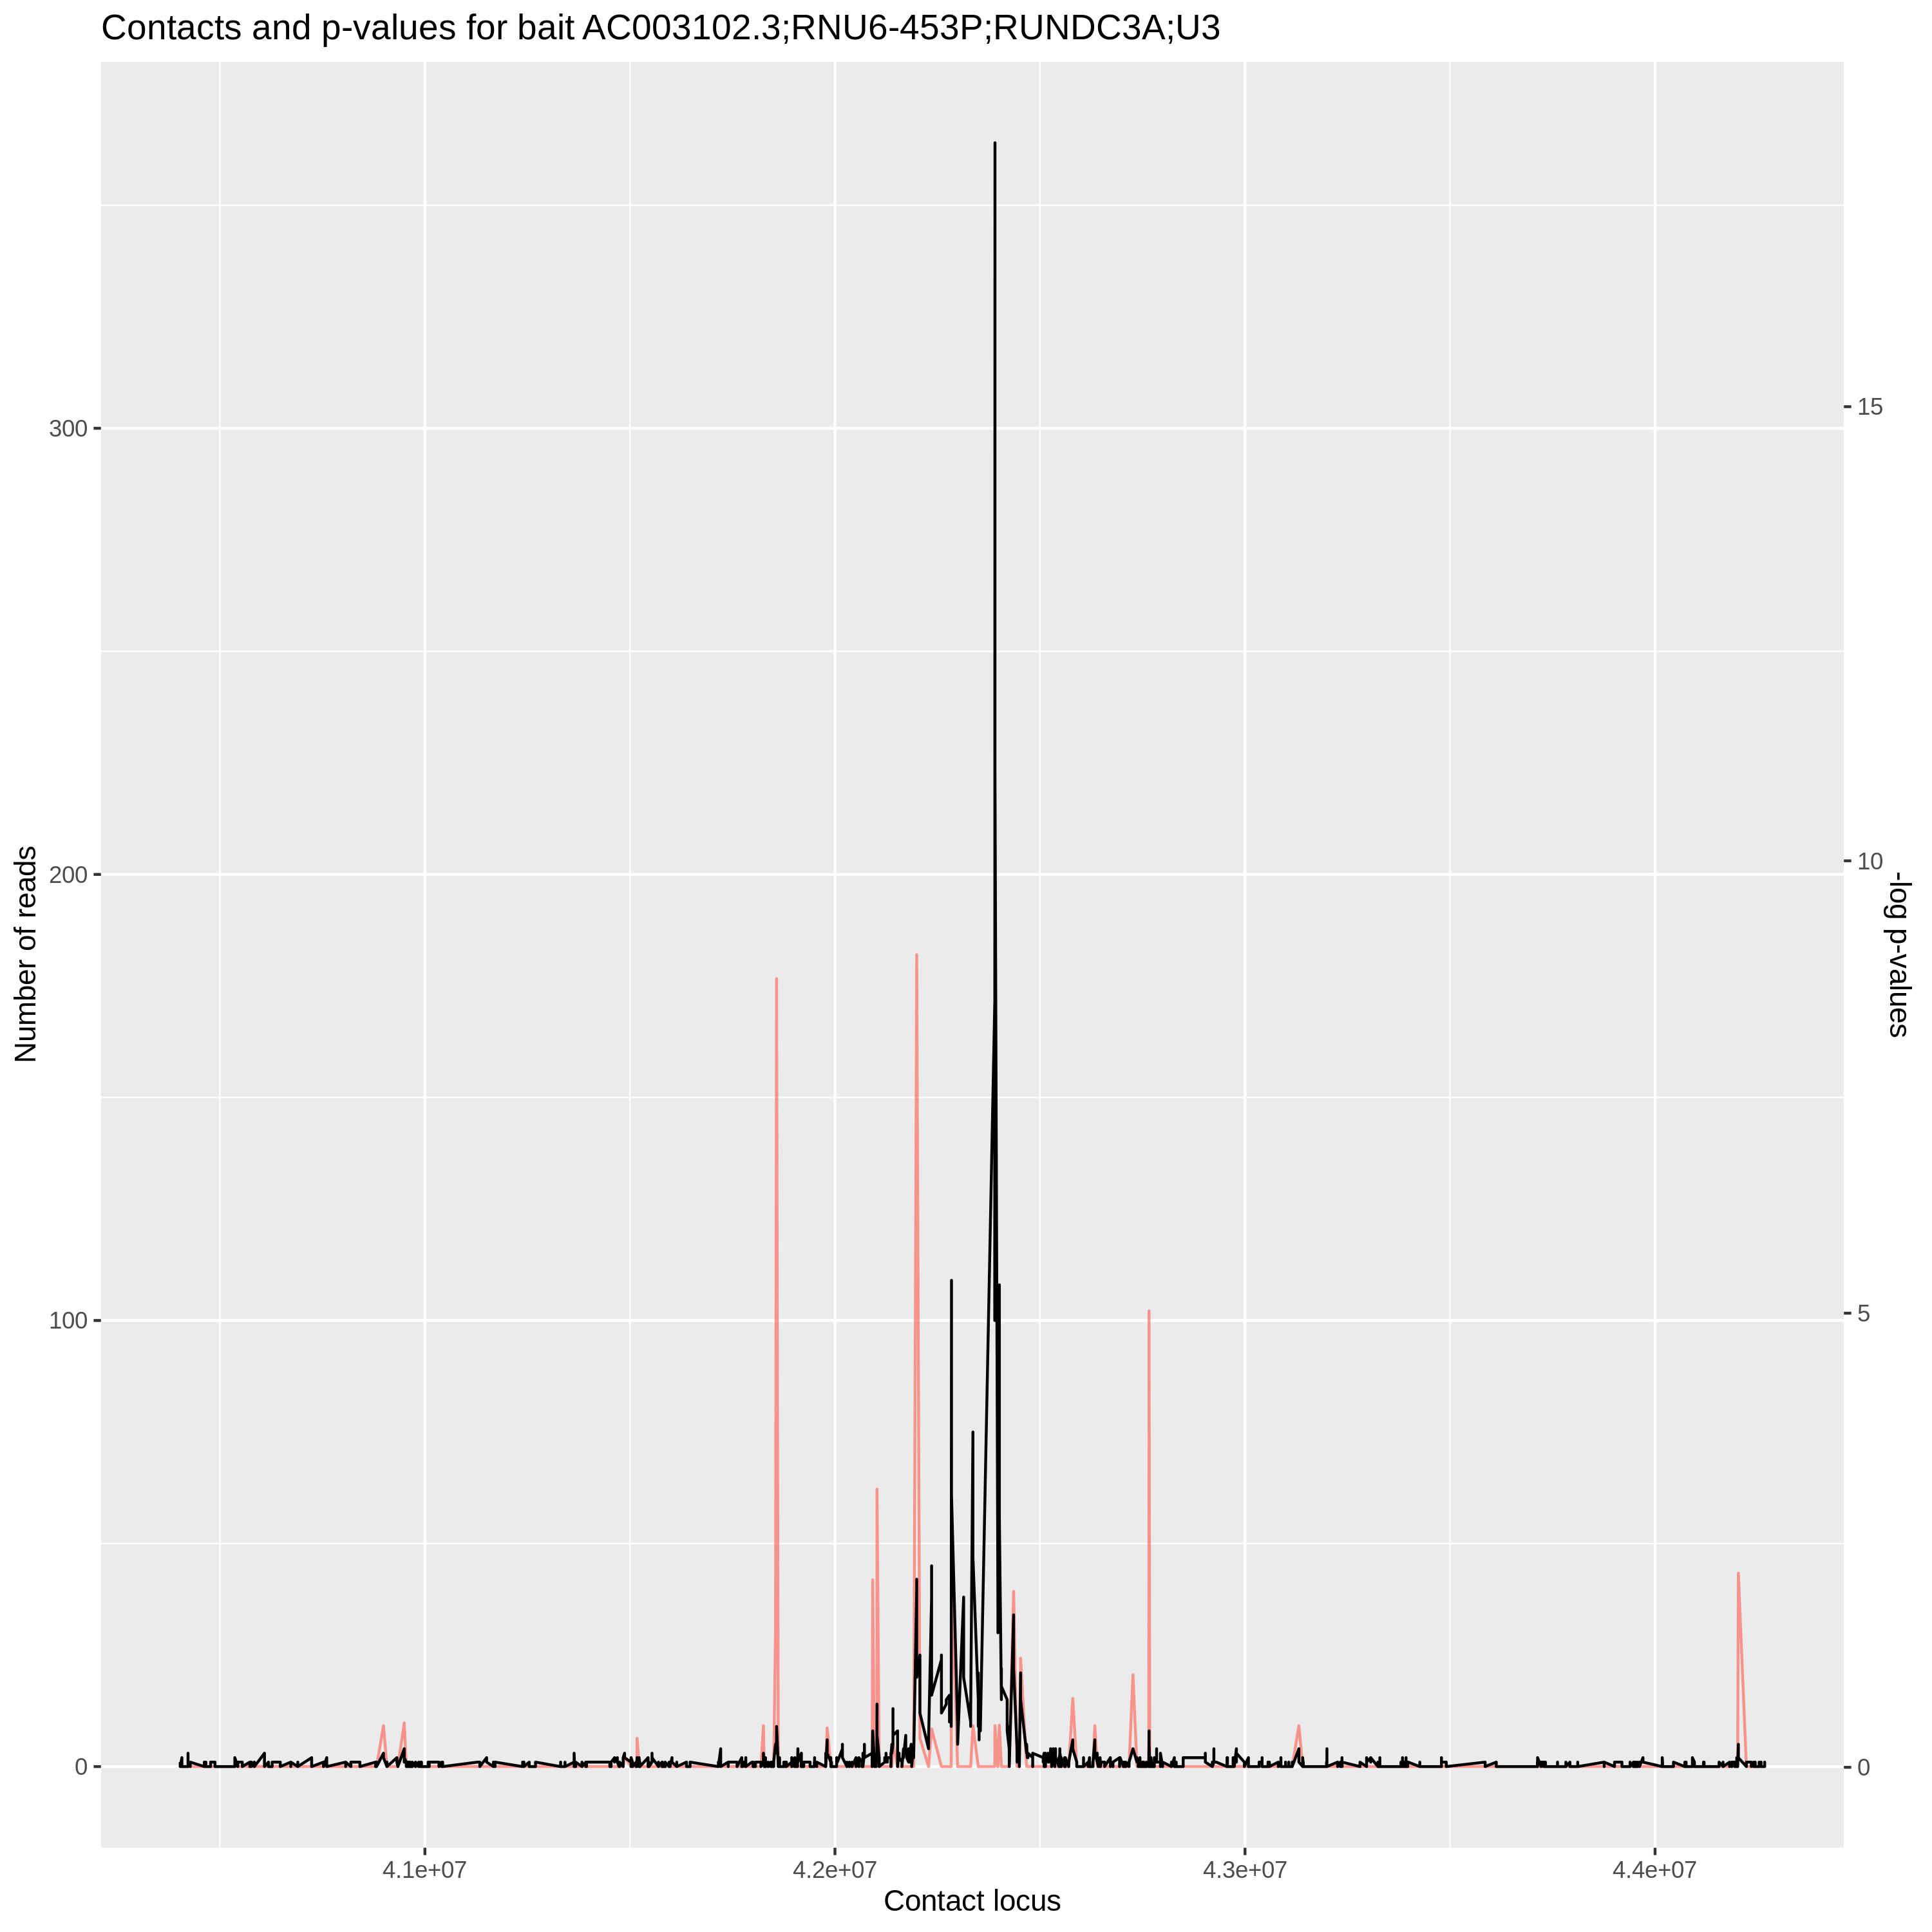 Contacts and p-values for bait AC003102.3;RNU6-453P;RUNDC3A;U3
Number of reads
300
200
100
0
15
10
5
0
-log p-values
4.1e+07
4.2e+07
4.3e+07
4.4e+07
Contact locus